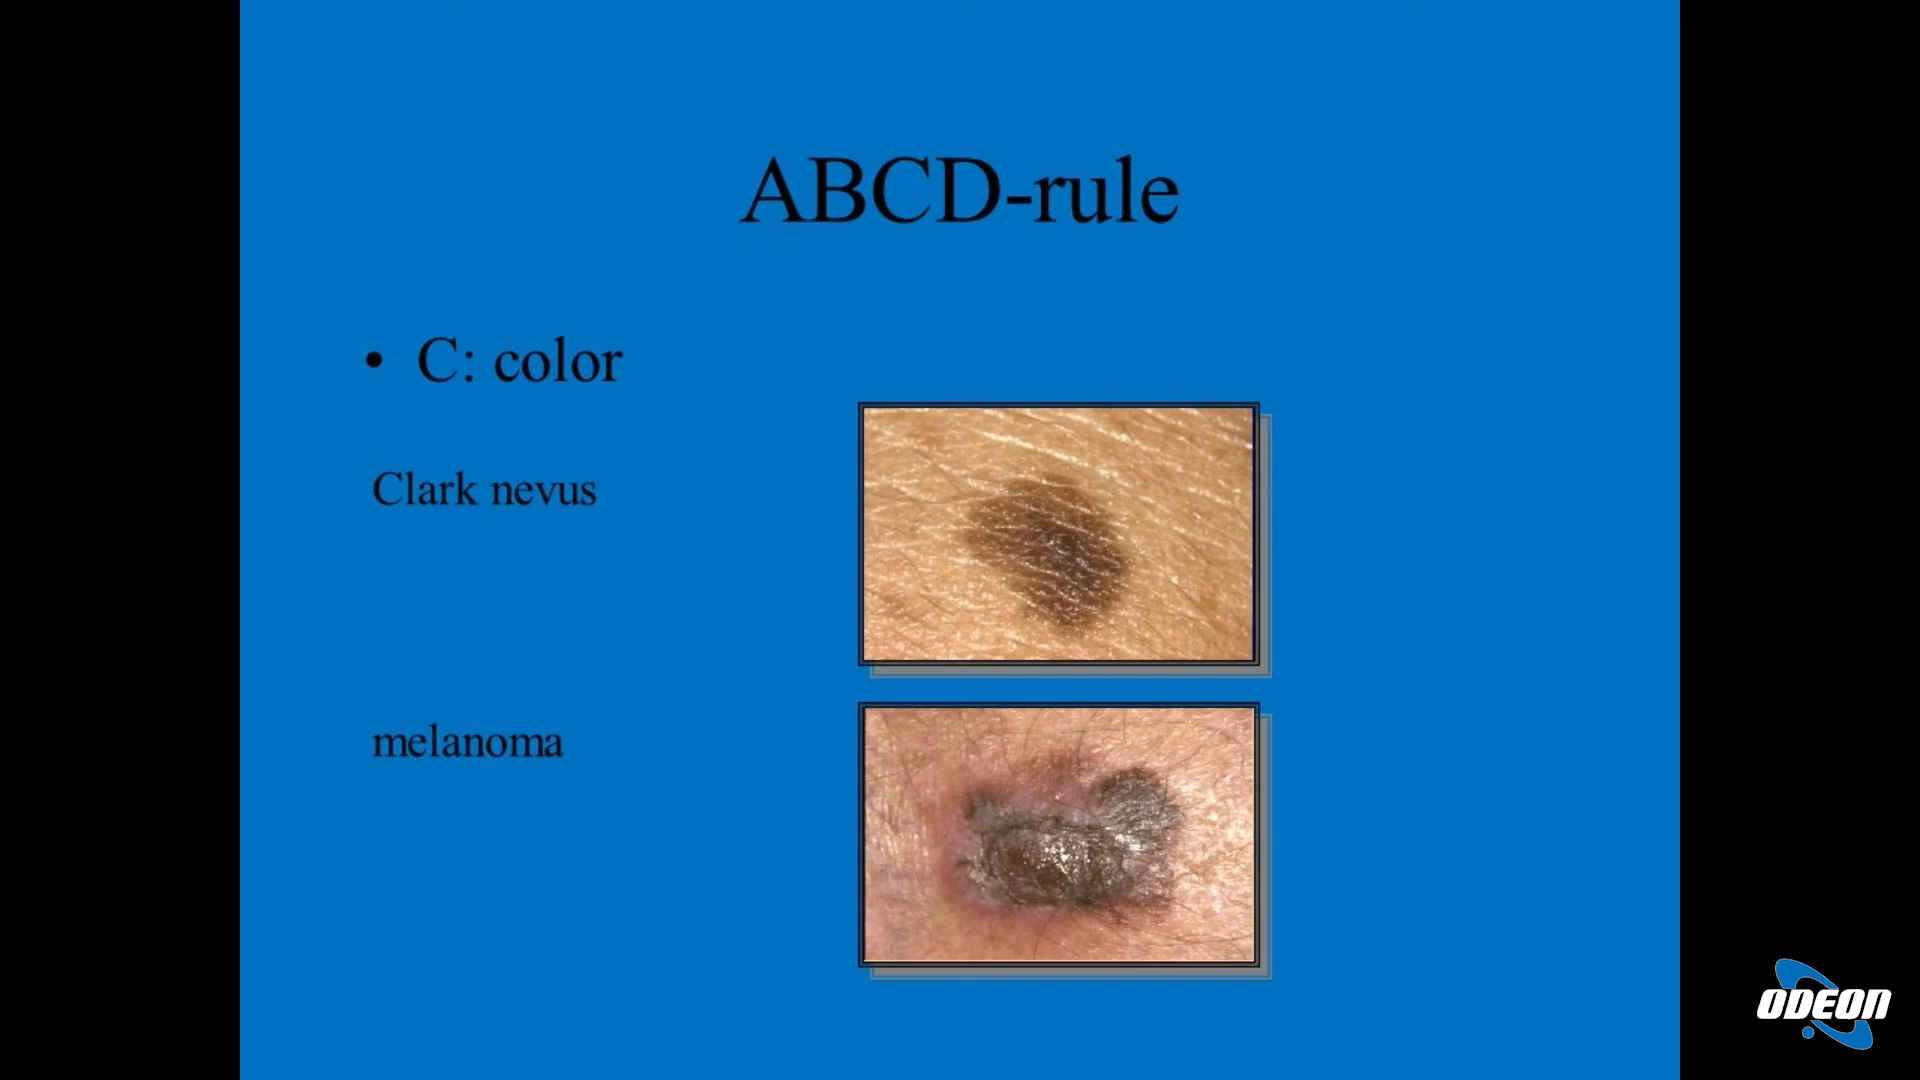 ABCD-rule
• C: color
Clark nevus
melanoma
ODEON